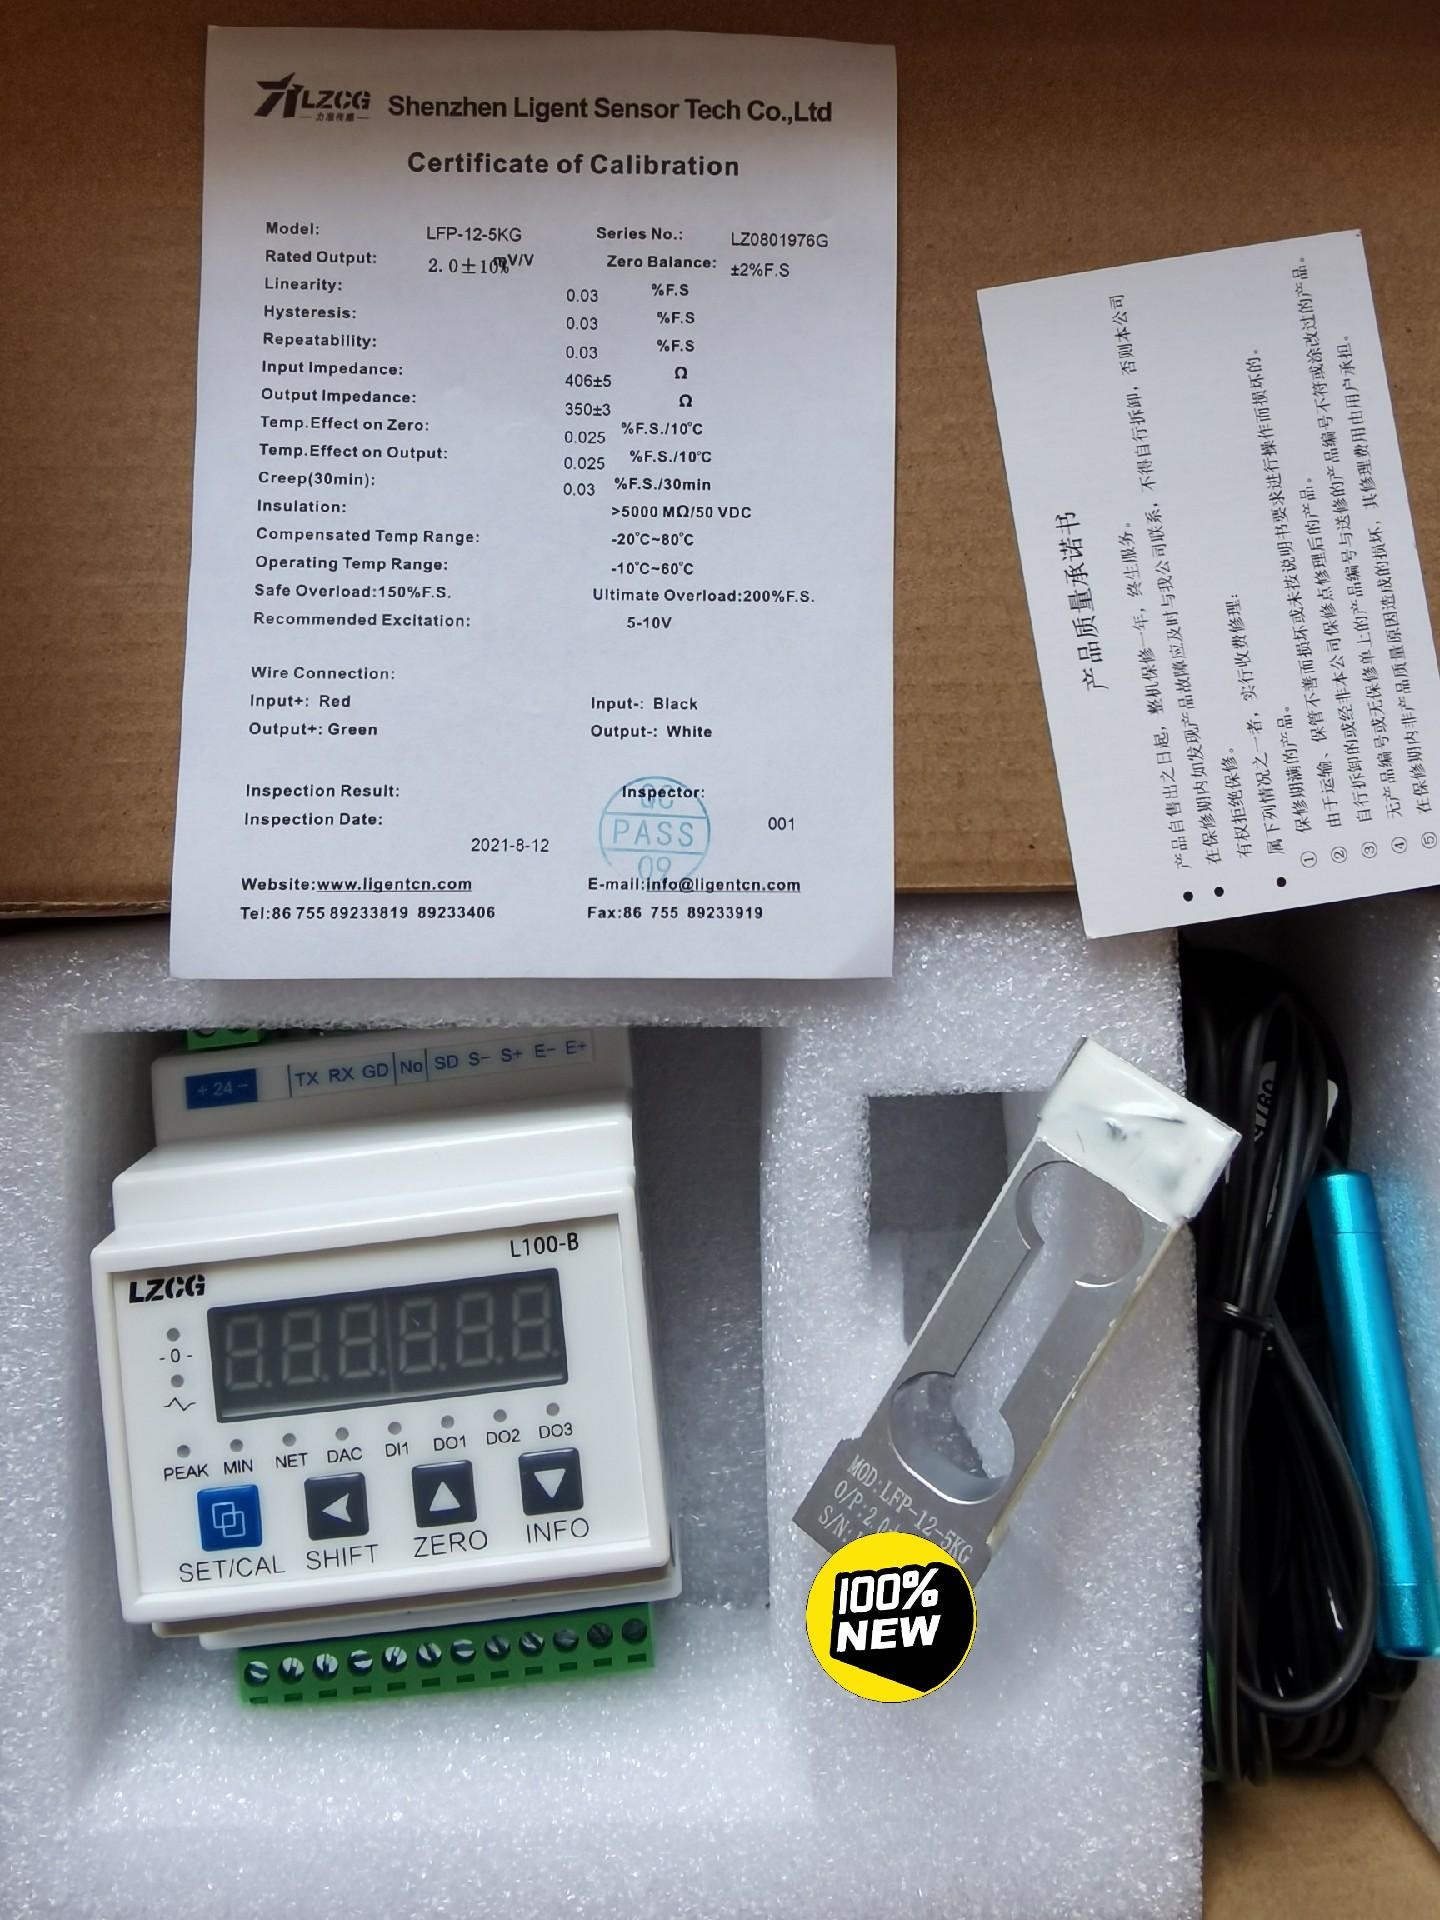 LZCG
力准传感
Shenzhen Ligent Sensor Tech Co.,Ltd
Certificate of Calibration
Model: LFP-12-5KG Series No.: LZ0801976G
Rated Output: 2.0±10% mV/V Zero Balance: ±2%F.S
Linearity: 0.03 %F.S
Hysteresis: 0.03 %F.S
Repeatability: 0.03 %F.S
Input Impedance: 406±5 Ω
Output Impedance: 350±3 Ω
Temp.Effect on Zero: 0.025 %F.S./10℃
Temp.Effect on Output: 0.025 %F.S./10℃
Creep(30min): 0.03 %F.S./30min
Insulation: >5000 MΩ/50 VDC
Compensated Temp Range: -20℃~80℃
Operating Temp Range: -10℃~60℃
Safe Overload:150%F.S. Ultimate Overload:200%F.S.
Recommended Excitation: 5-10V
Wire Connection:
Input+: Red Input-: Black
Output+: Green Output-: White
Inspection Result: Inspector:
Inspection Date: 001
2021-8-12
QC
PASS
09
Website:www.ligentcn.com E-mail:info@ligentcn.com
Tel:86 755 89233819 89233406 Fax:86 755 89233919
产品质量承诺书
● 产品自售出之日起，整机保修一年，终生服务。
● 在保修期内如发现产品故障应及时与我公司联系，不得自行拆卸，否则本公司
有权拒绝保修。
● 属下列情况之一者，实行收费修理：
① 保修期满的产品。
② 由于运输、保管不善而损坏或未按说明书要求进行操作而损坏的。
③ 自行拆卸的或经非本公司保修点修理后的产品。
④ 无产品编号或无保修单上的产品编号与送修的产品编号不符或涂改过的产品。
⑤ 在保修期内非产品质量原因造成的损坏，其修理费用由用户承担。
+ 24 - TX RX GD No SD S- S+ E- E+
L100-B
LZCG
-0-
PEAK MIN NET DAC DI1 DO1 DO2 DO3
SET/CAL SHIFT ZERO INFO
MOD:LFP-12-5KG
O/P:2.0
S/N:
100%
NEW